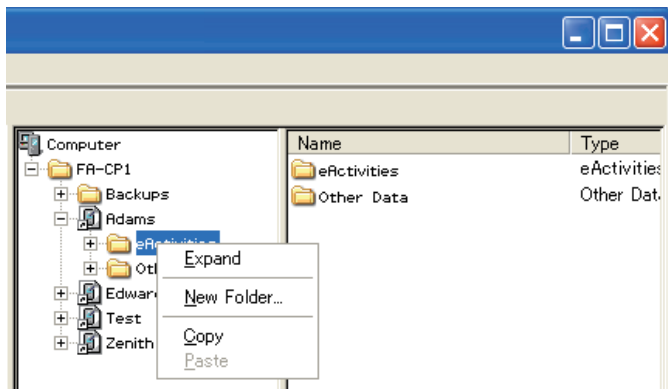 Computer
FA-CP1
Backups
Adams
eActivities
Expand
New Folder...
Copy
Paste
Test
Zenith
Name
Type
eActivities
eActivities
Other Data
Other Dat